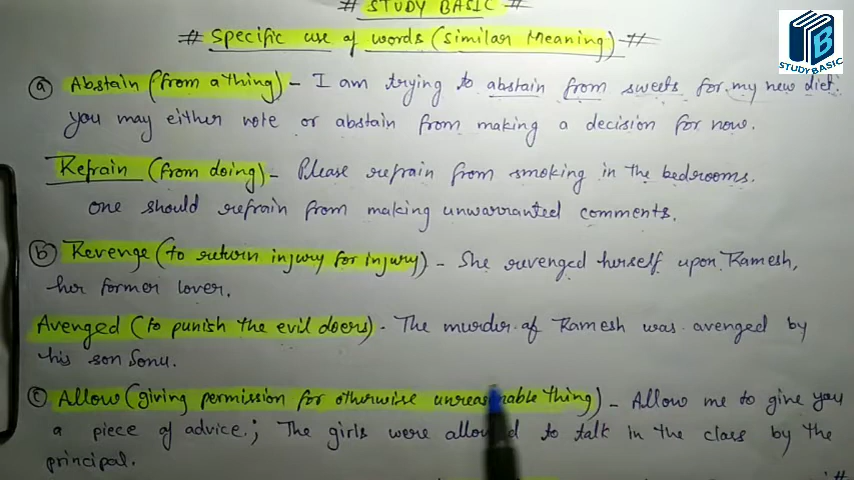 # STUDY BASIC #
# Specific use of words (Similar Meaning) #
B
STUDYBASIC
(a) Abstain (from a thing) - I am trying to abstain from sweets for my new diet.
You may either vote or abstain from making a decision for now.
Refrain (from doing) - Please refrain from smoking in the bedrooms.
One should refrain from making unwarranted comments.
(b) Revenge (to return injury for injury) - She revenged herself upon Ramesh,
her former lover.
Avenged (to punish the evil doers) - The murder of Ramesh was avenged by
his son Sonu.
(c) Allow (giving permission for otherwise unreasonable thing) - Allow me to give you
a piece of advice.; The girls were allowed to talk in the class by the
principal.